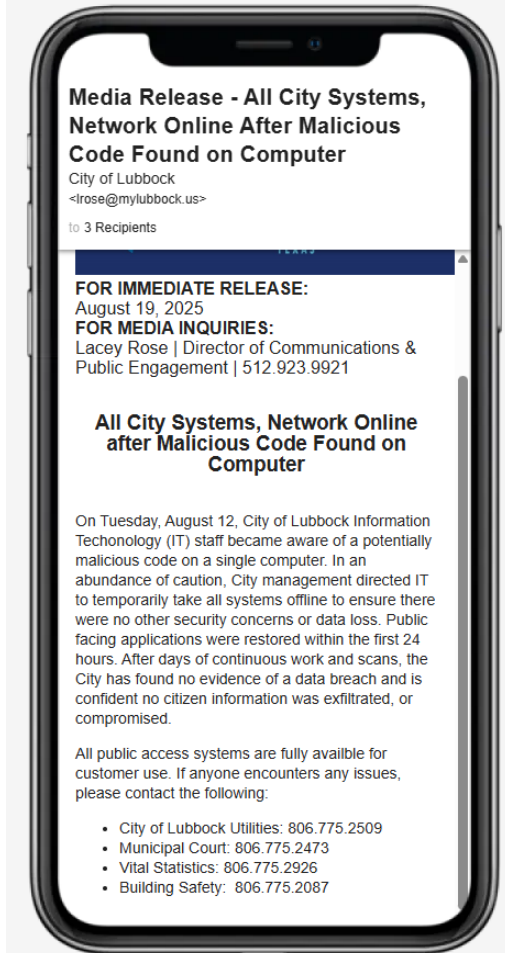 Media Release - All City Systems,
Network Online After Malicious
Code Found on Computer
City of Lubbock
<lrose@mylubbock.us>
to 3 Recipients
TEXAS
FOR IMMEDIATE RELEASE:
August 19, 2025
FOR MEDIA INQUIRIES:
Lacey Rose | Director of Communications &
Public Engagement | 512.923.9921
All City Systems, Network Online
after Malicious Code Found on
Computer
On Tuesday, August 12, City of Lubbock Information
Techonology (IT) staff became aware of a potentially
malicious code on a single computer. In an
abundance of caution, City management directed IT
to temporarily take all systems offline to ensure there
were no other security concerns or data loss. Public
facing applications were restored within the first 24
hours. After days of continuous work and scans, the
City has found no evidence of a data breach and is
confident no citizen information was exfiltrated, or
compromised.
All public access systems are fully availble for
customer use. If anyone encounters any issues,
please contact the following:
• City of Lubbock Utilities: 806.775.2509
• Municipal Court: 806.775.2473
• Vital Statistics: 806.775.2926
• Building Safety: 806.775.2087